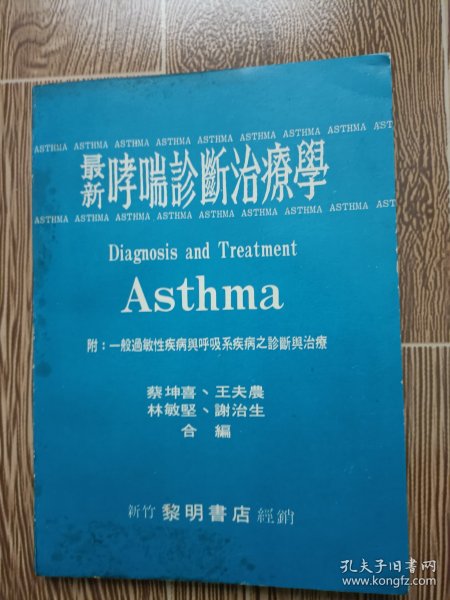 ASTHMA ASTHMA ASTHMA ASTHMA ASTHMA ASTHMA ASTHMA ASTHMA AST
最新哮喘診斷治療學
ASTHMA ASTHMA ASTHMA ASTHMA ASTHMA ASTHMA ASTHMA ASTHMA AST
Diagnosis and Treatment
Asthma
附：一般過敏性疾病與呼吸系疾病之診斷與治療
蔡坤喜、王夫農
林敏堅、謝治生
合編
新竹 黎明書店 經銷
孔夫子旧书网
www.kongfz.com